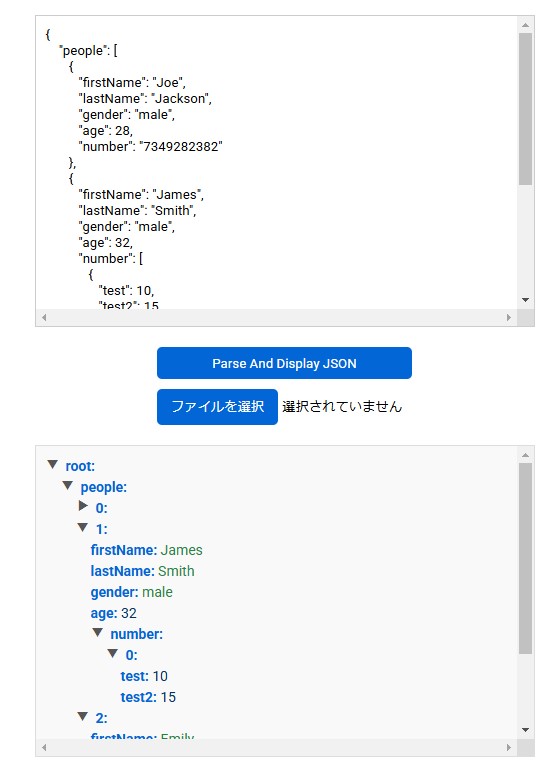 {
"people": [
{
"firstName": "Joe",
"lastName": "Jackson",
"gender": "male",
"age": 28,
"number": "7349282382"
},
{
"firstName": "James",
"lastName": "Smith",
"gender": "male",
"age": 32,
"number": [
{
"test": 10,
"test2": 15
Parse And Display JSON
ファイルを選択 選択されていません
root:
people:
0:
1:
firstName: James
lastName: Smith
gender: male
age: 32
number:
0:
test: 10
test2: 15
2:
firstName: Emily